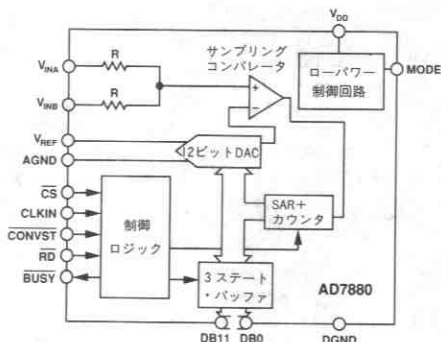 VDD
サンプリング
コンパレータ
VINA
R
MODE
ローパワー
制御回路
VINB
R
+
−
VREF
AGND
12ビットDAC
CS
CLKIN
CONVST
RD
BUSY
制御
ロジック
SAR+
カウンタ
3ステート
・バッファ
AD7880
DB11
DB0
DGND